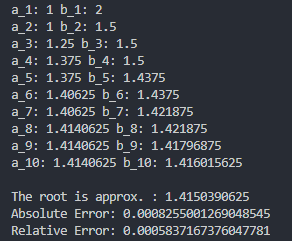 a_1: 1 b_1: 2
a_2: 1 b_2: 1.5
a_3: 1.25 b_3: 1.5
a_4: 1.375 b_4: 1.5
a_5: 1.375 b_5: 1.4375
a_6: 1.40625 b_6: 1.4375
a_7: 1.40625 b_7: 1.421875
a_8: 1.4140625 b_8: 1.421875
a_9: 1.4140625 b_9: 1.41796875
a_10: 1.4140625 b_10: 1.416015625
The root is approx. : 1.4150390625
Absolute Error: 0.0008255001269048545
Relative Error: 0.0005837167376047781